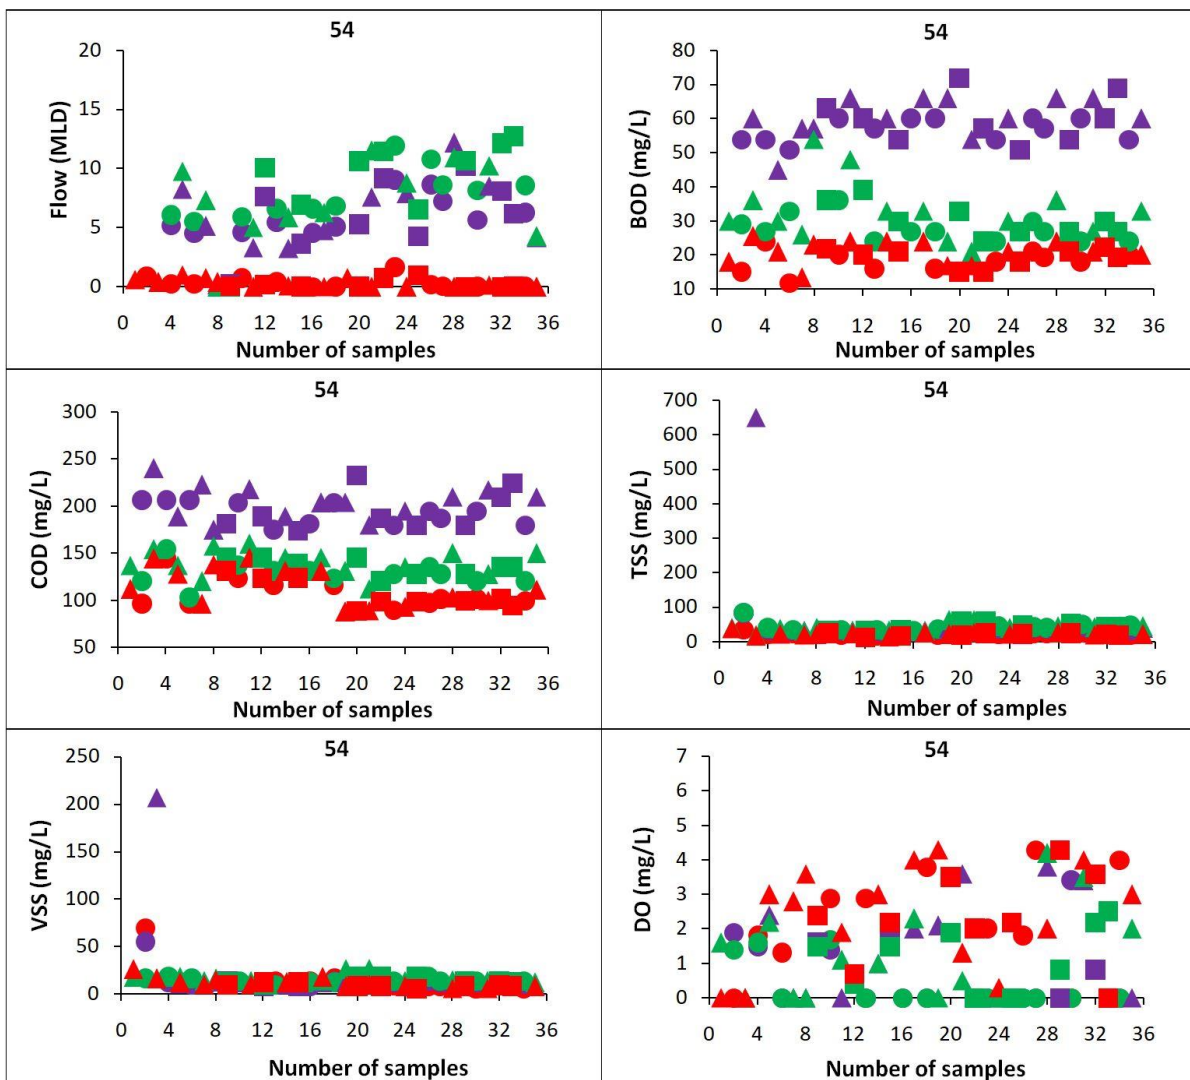 54
Flow (MLD)
20
15
10
5
0
0 4 8 12 16 20 24 28 32 36
Number of samples
54
BOD (mg/L)
80
70
60
50
40
30
20
10
0 4 8 12 16 20 24 28 32 36
Number of samples
54
COD (mg/L)
300
250
200
150
100
50
0 4 8 12 16 20 24 28 32 36
Number of samples
54
TSS (mg/L)
700
600
500
400
300
200
100
0
0 4 8 12 16 20 24 28 32 36
Number of samples
54
VSS (mg/L)
250
200
150
100
50
0
0 4 8 12 16 20 24 28 32 36
Number of samples
54
DO (mg/L)
7
6
5
4
3
2
1
0
0 4 8 12 16 20 24 28 32 36
Number of samples